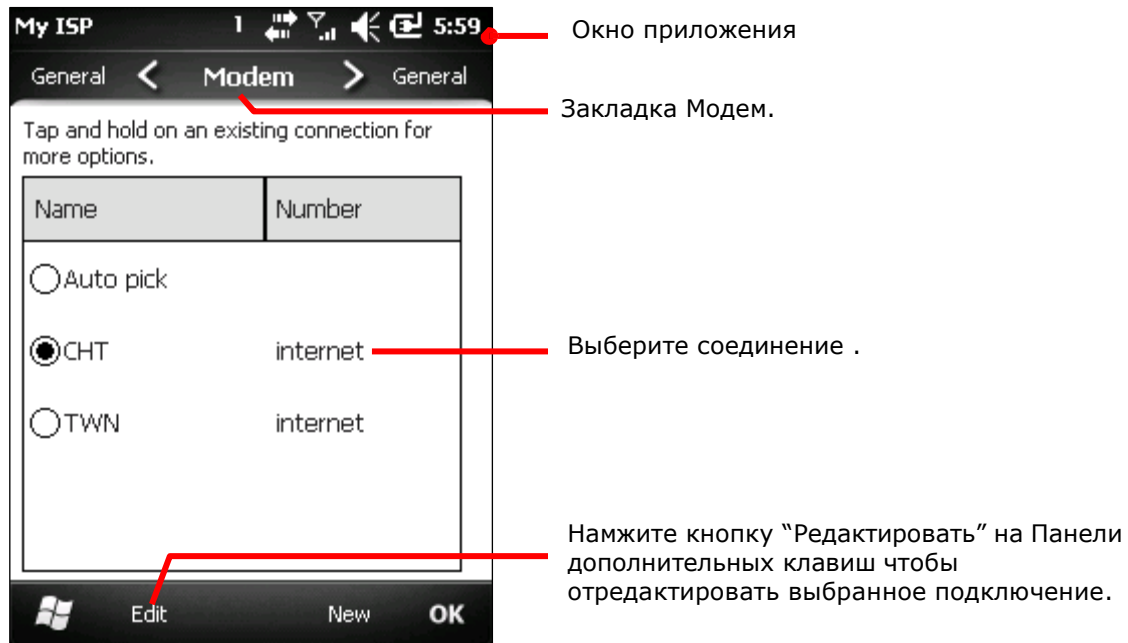 My ISP 1 5:59
Окно приложения
General < Modem > General
Закладка Модем.
Tap and hold on an existing connection for
more options.
Name Number
Auto pick
CHT internet
Выберите соединение .
TWN internet
Намжите кнопку “Редактировать” на Панели
дополнительных клавиш чтобы
отредактировать выбранное подключение.
Edit New OK